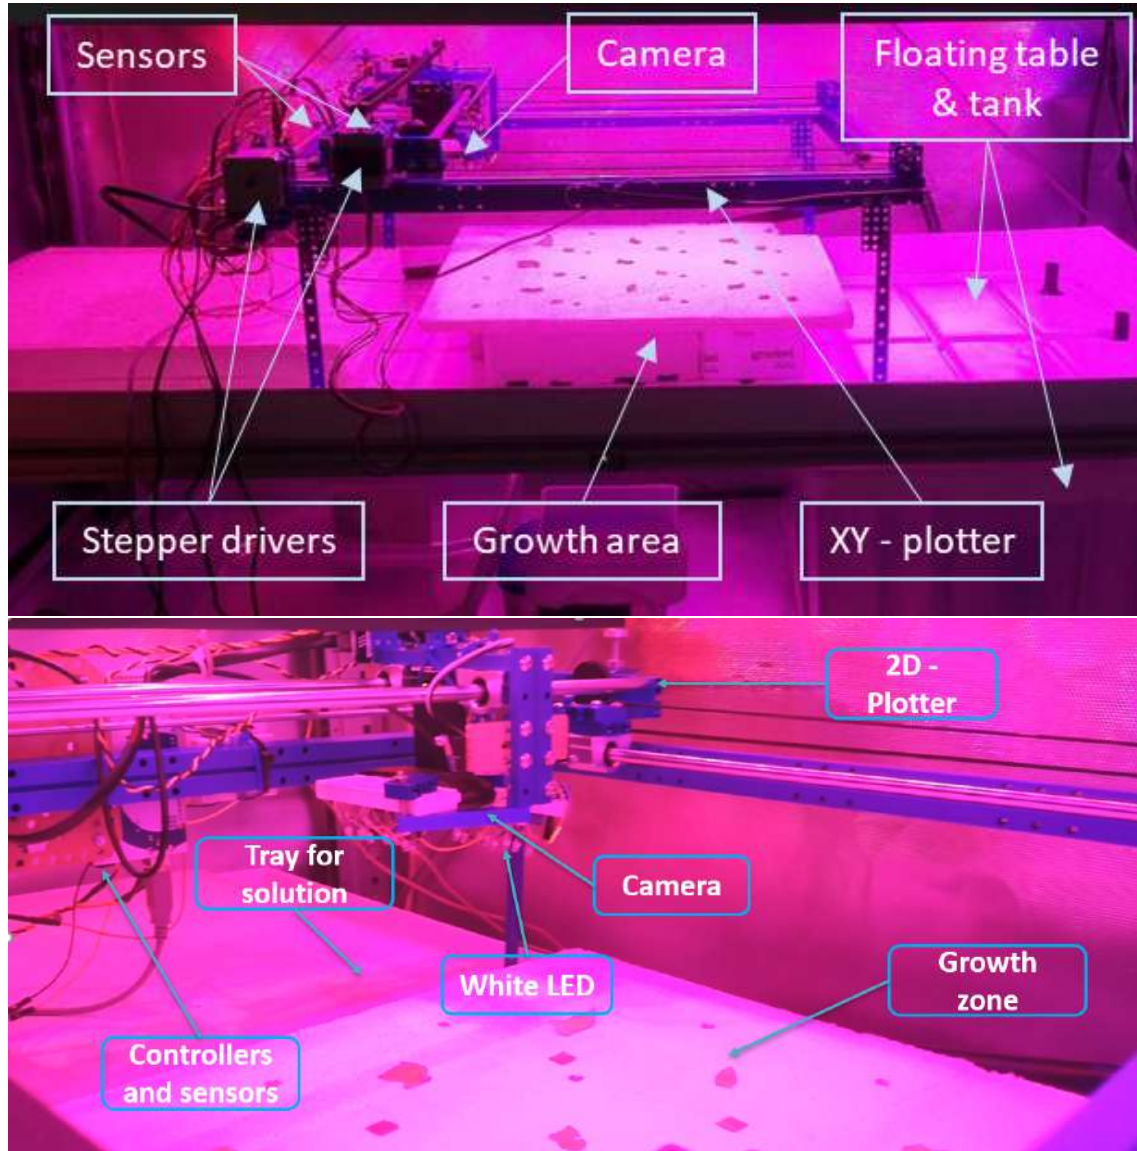 Sensors
Camera
Floating table
& tank
Stepper drivers
Growth area
XY - plotter
2D -
Plotter
Tray for
solution
Camera
White LED
Growth
zone
Controllers
and sensors